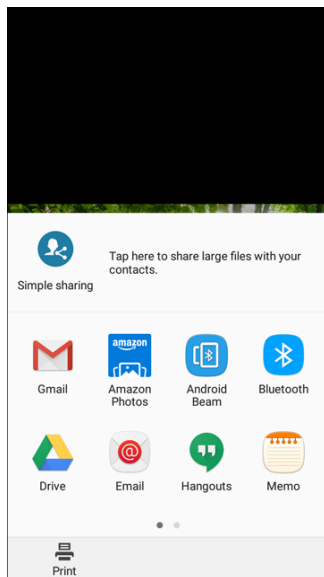 Tap here to share large files with your
contacts.
Simple sharing
amazon
Gmail
Amazon
Photos
Android
Beam
Bluetooth
@
Drive
Email
Hangouts
Memo
Print